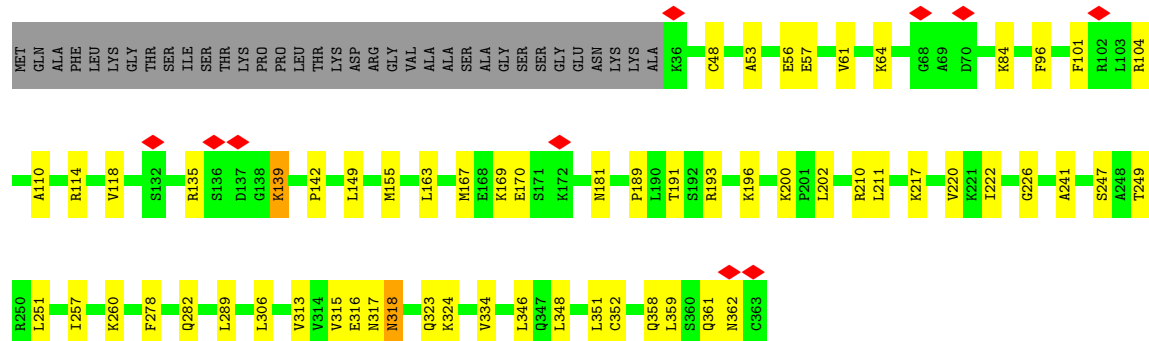 MET GLN ALA PHE LEU LYS GLY THR SER ILE SER THR LYS PRO PRO LEU THR LYS ASP ARG GLY VAL ALA ALA SER ALA GLY SER SER GLY GLU ASN LYS LYS ALA K36 C48 A53 E56 E57 V61 K64 G68 A69 D70 K84 F96 F101 R102 L103 R104
A110 R114 V118 S132 R135 S136 D137 G138 K139 P142 L149 M155 L163 M167 E168 K169 E170 S171 K172 N181 P189 L190 T191 S192 R193 K196 K200 P201 L202 R210 L211 K217 V220 K221 I222 G226 A241 S247 A248 T249
R250 L251 I257 K260 F278 Q282 L289 L306 V313 V314 V315 E316 N317 N318 Q323 K324 V334 L346 Q347 L348 L351 C352 Q358 L359 S360 Q361 N362 C363